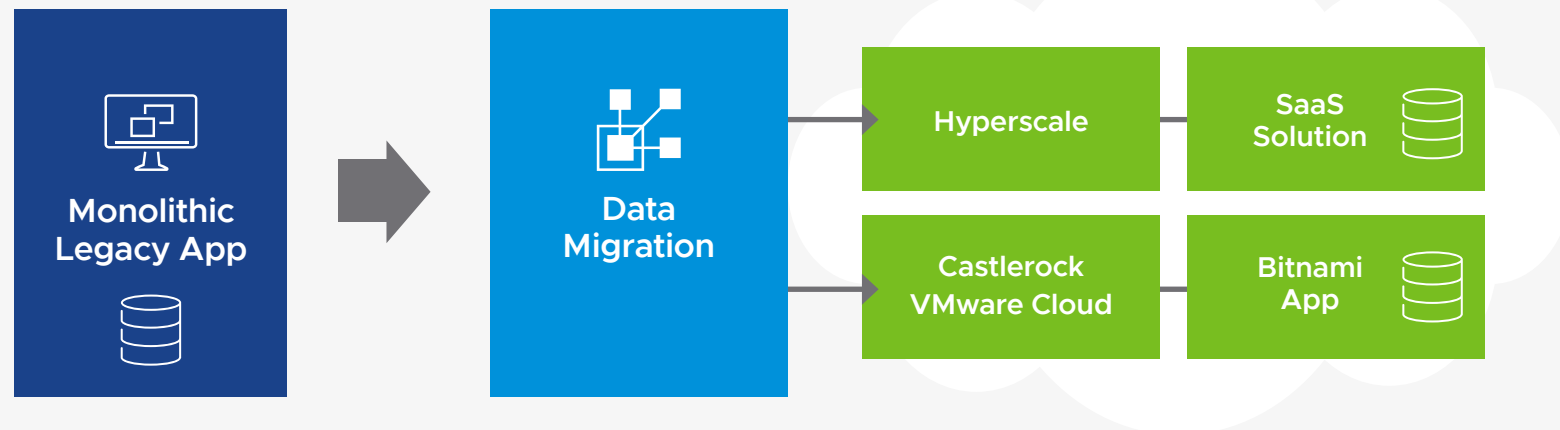 Monolithic
Legacy App
Data
Migration
Hyperscale
SaaS
Solution
Castlerock
VMware Cloud
Bitnami
App